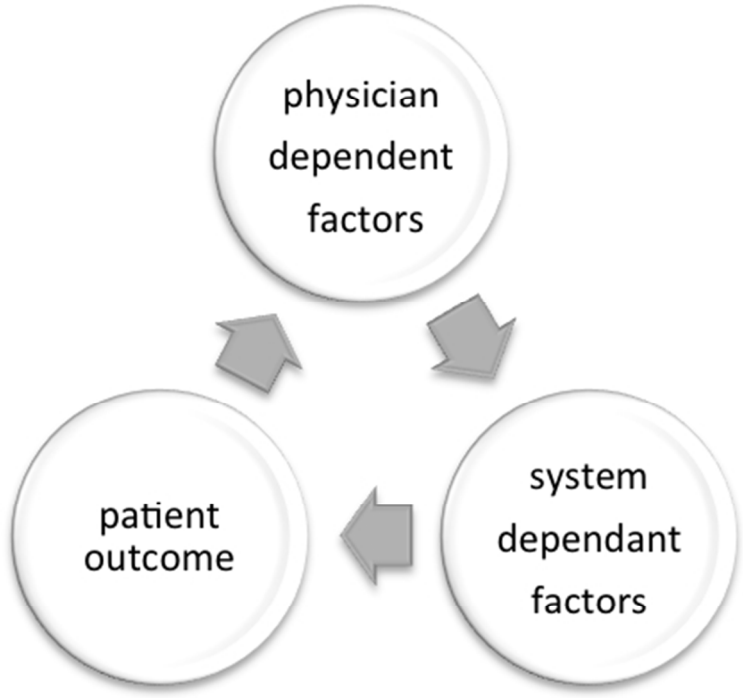 physician
dependent
factors
system
dependant
factors
patient
outcome